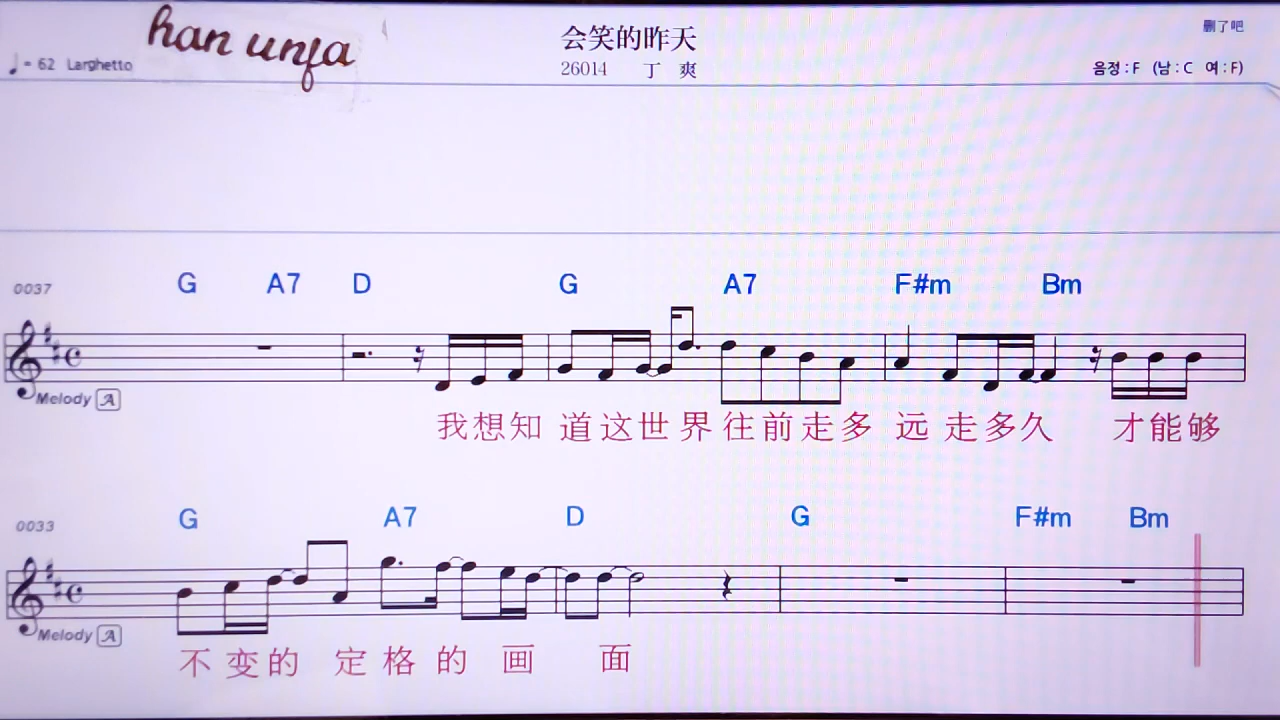 han unfa
会笑的昨天
删了吧
♩= 62 Larghetto
26014 丁 爽
음정 : F (남 : C 여 : F)
0037 G A7 D G A7 F#m Bm
Melody A
我想知 道这世界往前走多 远 走多久 才能够
0033 G A7 D G F#m Bm
Melody A
不 变的 定 格 的 画 面